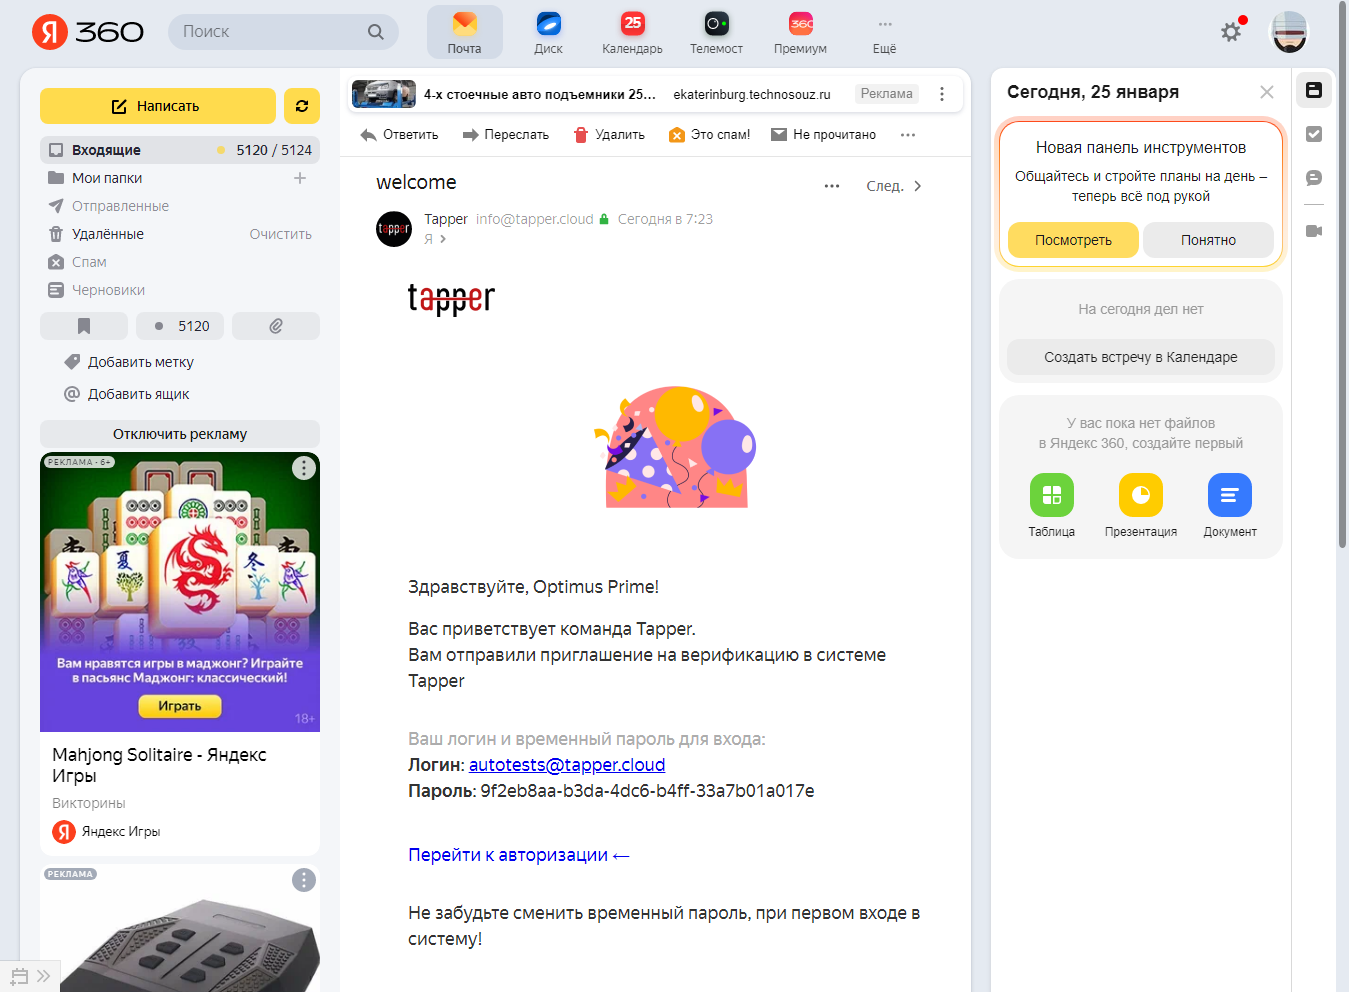 Я 360
Поиск
Почта
Диск
25
Календарь
Телемост
360
Премиум
Ещё
Написать
Входящие 5120 / 5124
Мои папки
Отправленные
Удалённые Очистить
Спам
Черновики
5120
Добавить метку
Добавить ящик
Отключить рекламу
РЕКЛАМА • 6+
Вам нравятся игры в маджонг? Играйте
в пасьянс Маджонг: классический!
Играть
18+
Mahjong Solitaire - Яндекс
Игры
Викторины
Я Яндекс Игры
РЕКЛАМА
4-х стоечные авто подъемники 25... ekaterinburg.technosouz.ru Реклама
Ответить Переслать Удалить Это спам! Не прочитано
welcome След.
tapper
Tapper info@tapper.cloud Сегодня в 7:23
Я
tapper
Здравствуйте, Optimus Prime!
Вас приветствует команда Tapper.
Вам отправили приглашение на верификацию в системе
Tapper
Ваш логин и временный пароль для входа:
Логин: autotests@tapper.cloud
Пароль: 9f2eb8aa-b3da-4dc6-b4ff-33a7b01a017e
Перейти к авторизации ←
Не забудьте сменить временный пароль, при первом входе в
систему!
Сегодня, 25 января
Новая панель инструментов
Общайтесь и стройте планы на день –
теперь всё под рукой
Посмотреть Понятно
На сегодня дел нет
Создать встречу в Календаре
У вас пока нет файлов
в Яндекс 360, создайте первый
Таблица Презентация Документ